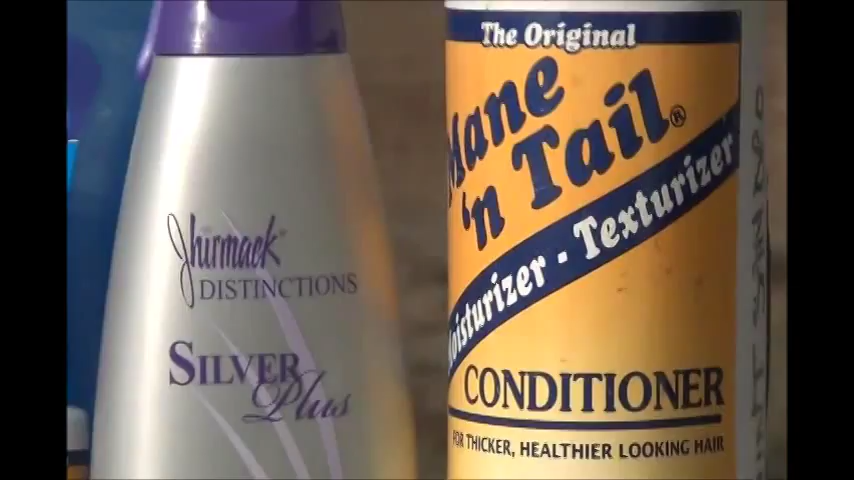 Jhirmack
DISTINCTIONS
SILVER
Plus
The Original
Mane
'n Tail®
Moisturizer - Texturizer
CONDITIONER
FOR THICKER, HEALTHIER LOOKING HAIR